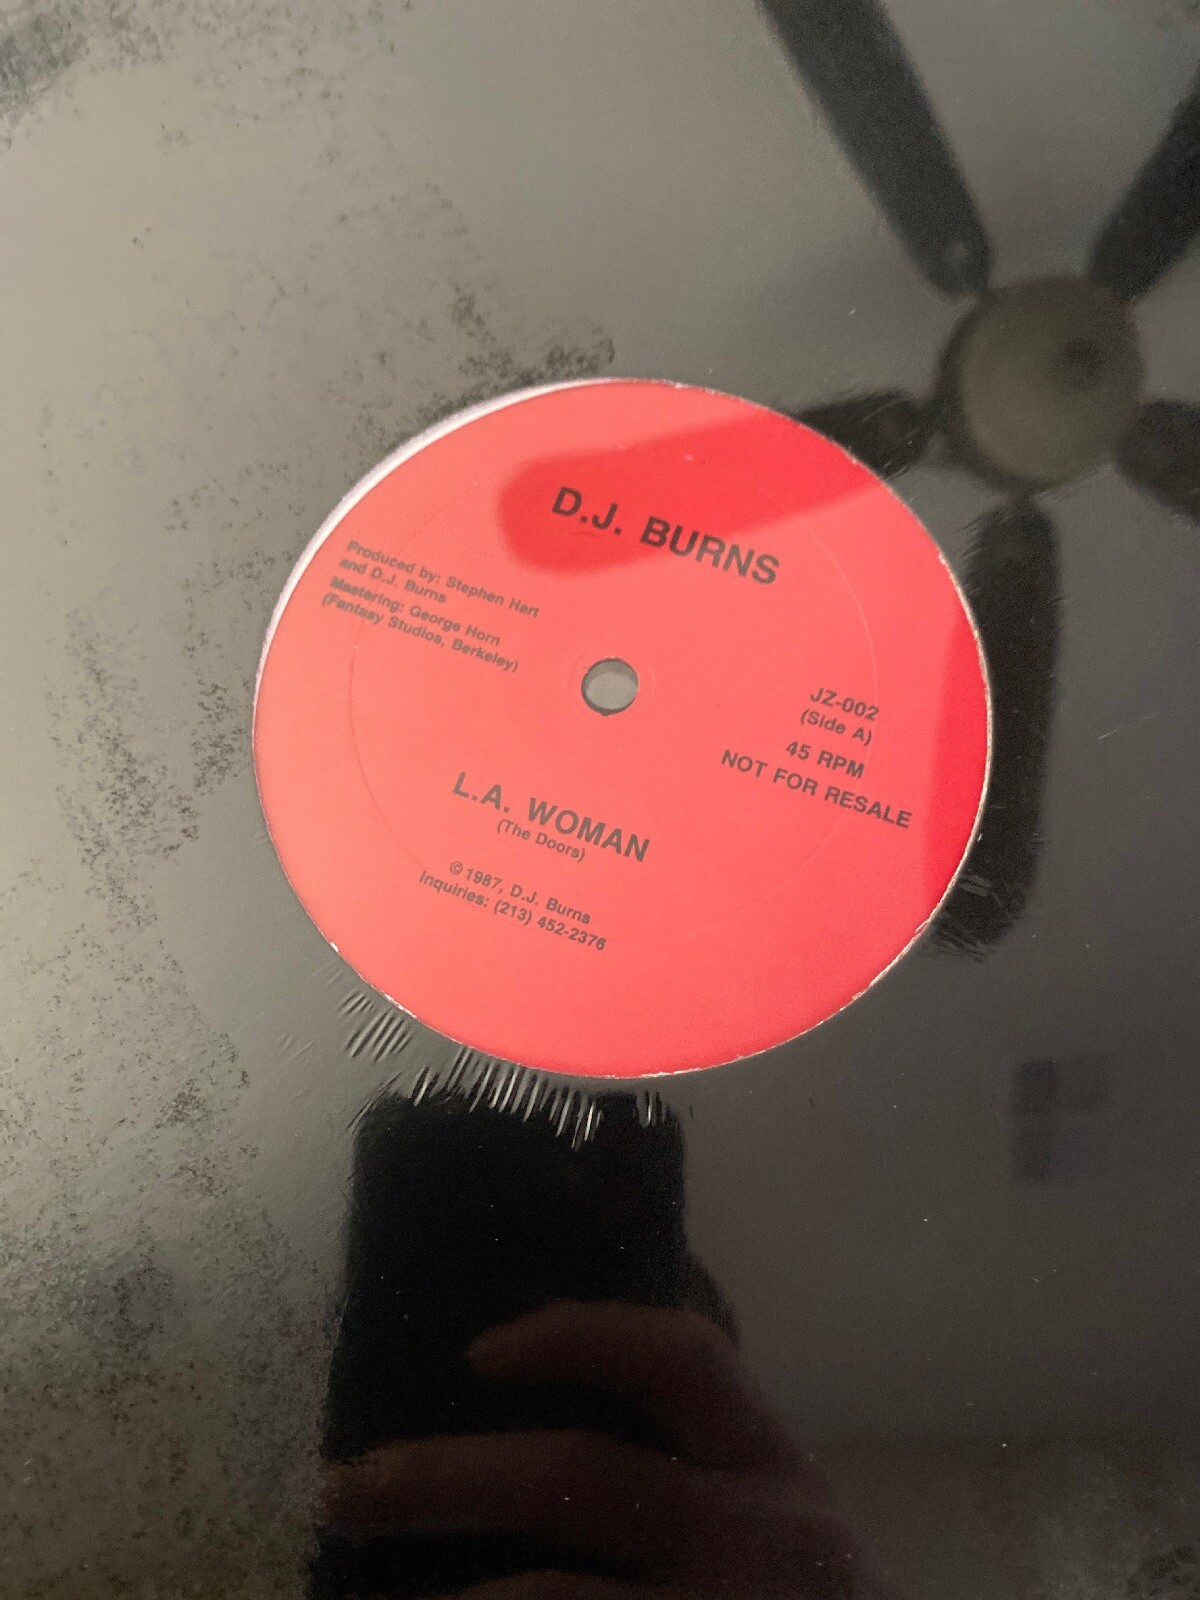 D.J. BURNS
Produced by: Stephen Hart
and D.J. Burns
Mastering: George Horn
(Fantasy Studios, Berkeley)
JZ-002
(Side A)
45 RPM
NOT FOR RESALE
L.A. WOMAN
(The Doors)
© 1987, D.J. Burns
Inquiries: (213) 452-2376